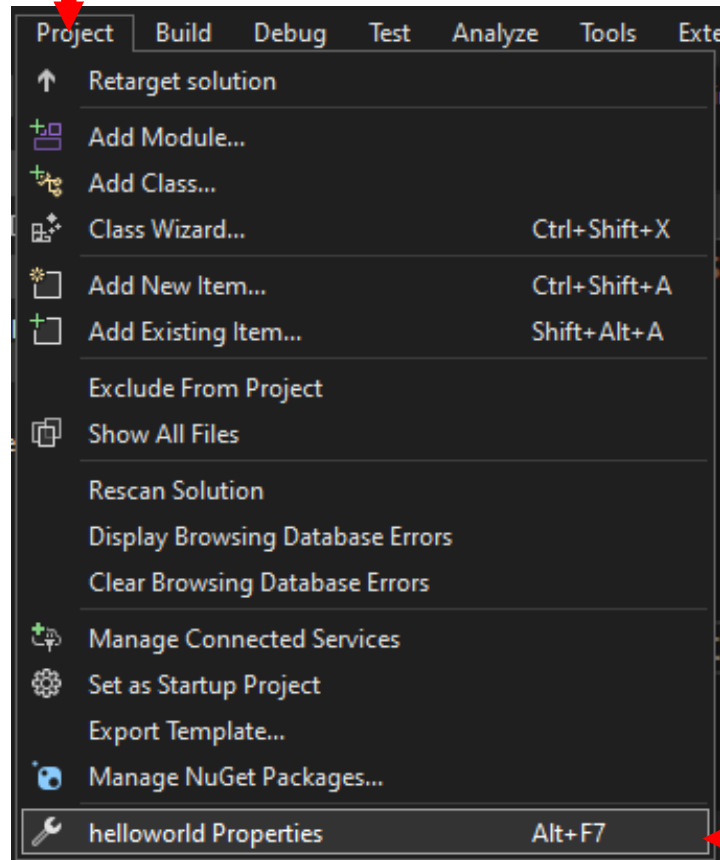 Project Build Debug Test Analyze Tools Exte
Retarget solution
Add Module...
Add Class...
Class Wizard... Ctrl+Shift+X
Add New Item... Ctrl+Shift+A
Add Existing Item... Shift+Alt+A
Exclude From Project
Show All Files
Rescan Solution
Display Browsing Database Errors
Clear Browsing Database Errors
Manage Connected Services
Set as Startup Project
Export Template...
Manage NuGet Packages...
helloworld Properties Alt+F7